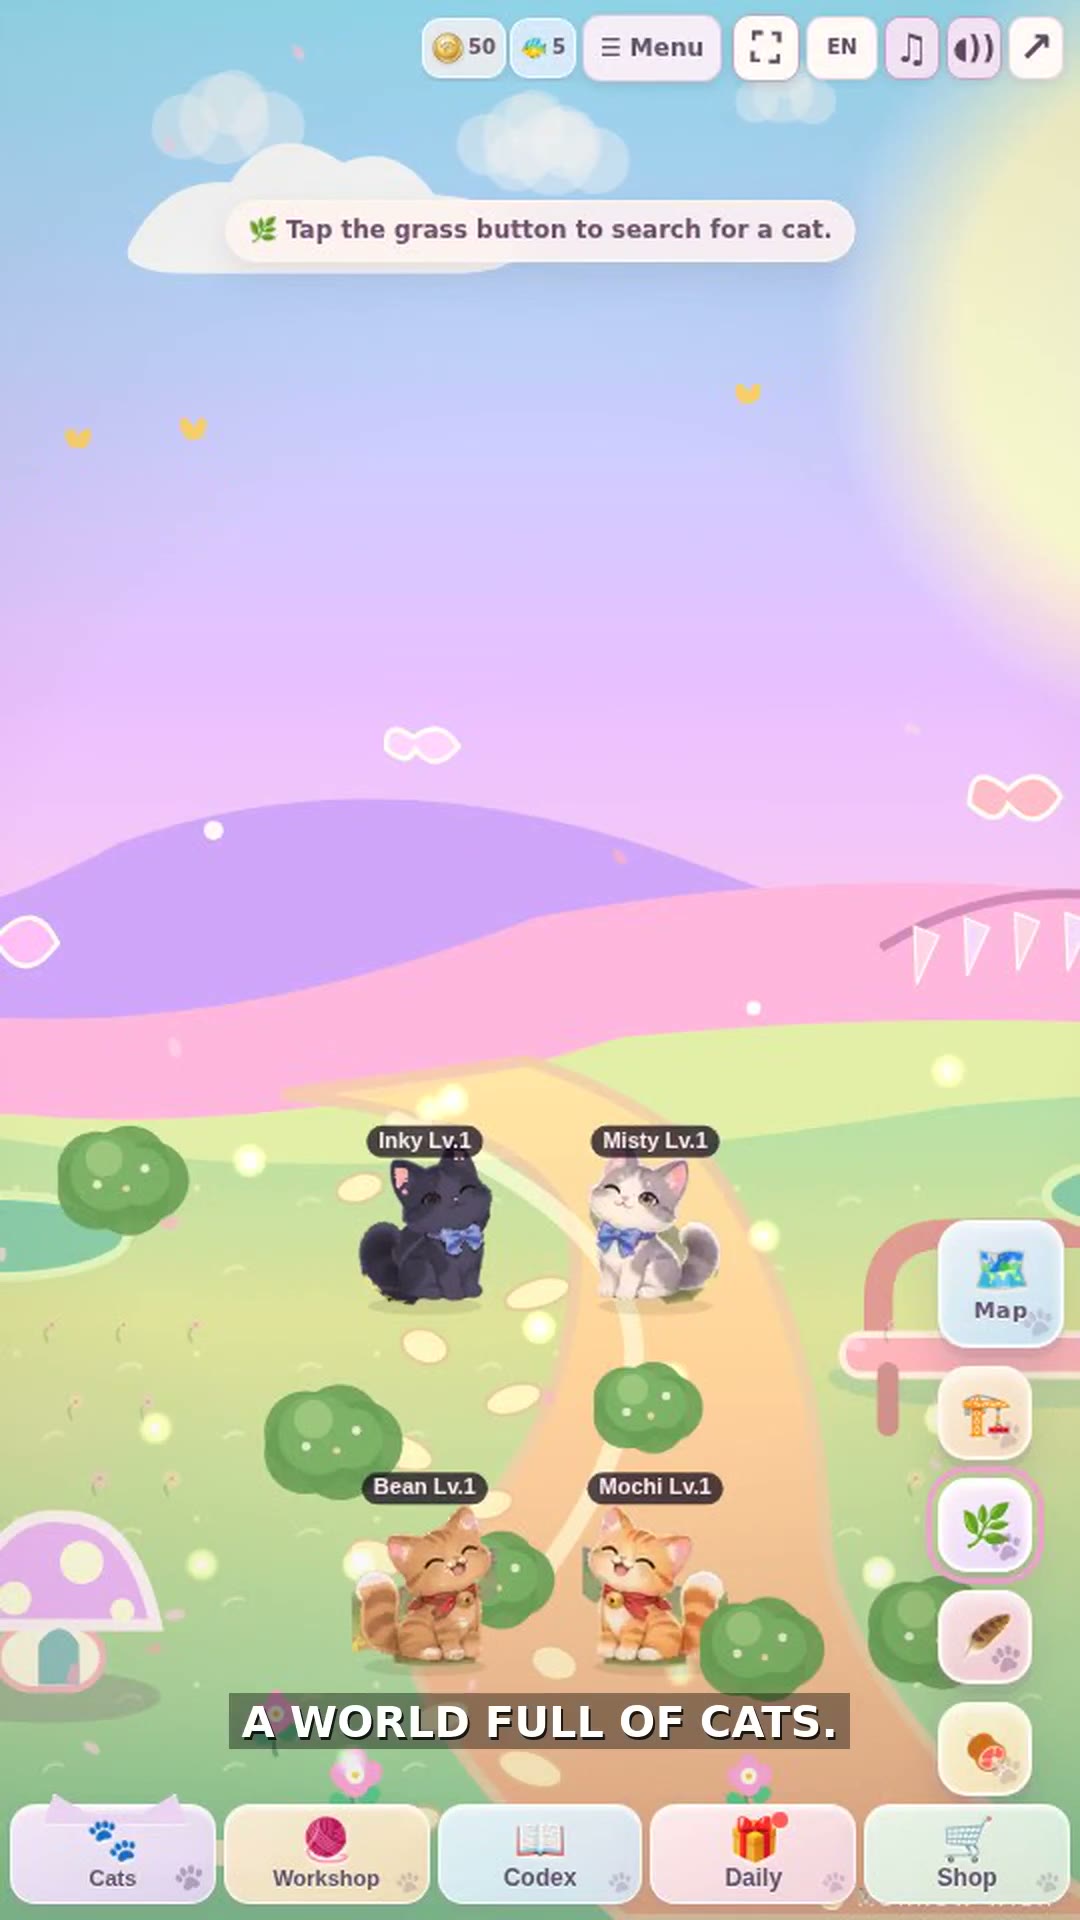 50
5
☰ Menu
EN
Tap the grass button to search for a cat.
Inky Lv.1
Misty Lv.1
Map
Bean Lv.1
Mochi Lv.1
A WORLD FULL OF CATS.
Cats
Workshop
Codex
Daily
Shop